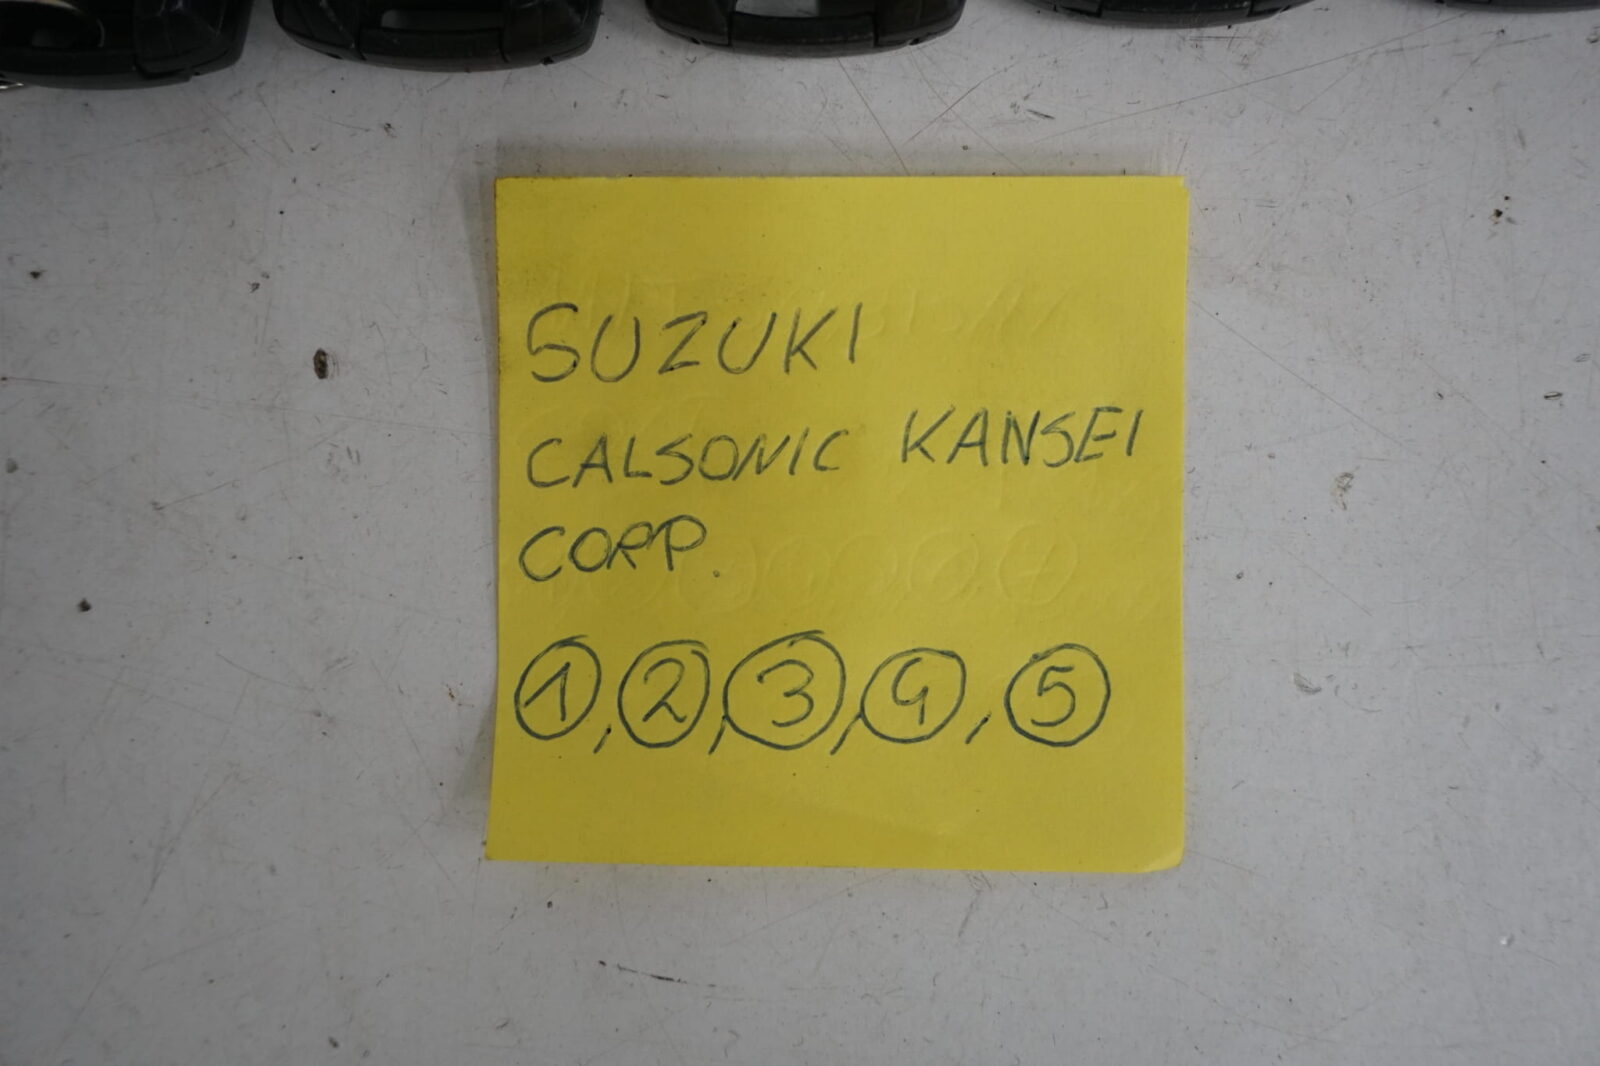 SUZUKI
CALSONIC KANSEI
CORP.
①, ②, ③, ④, ⑤